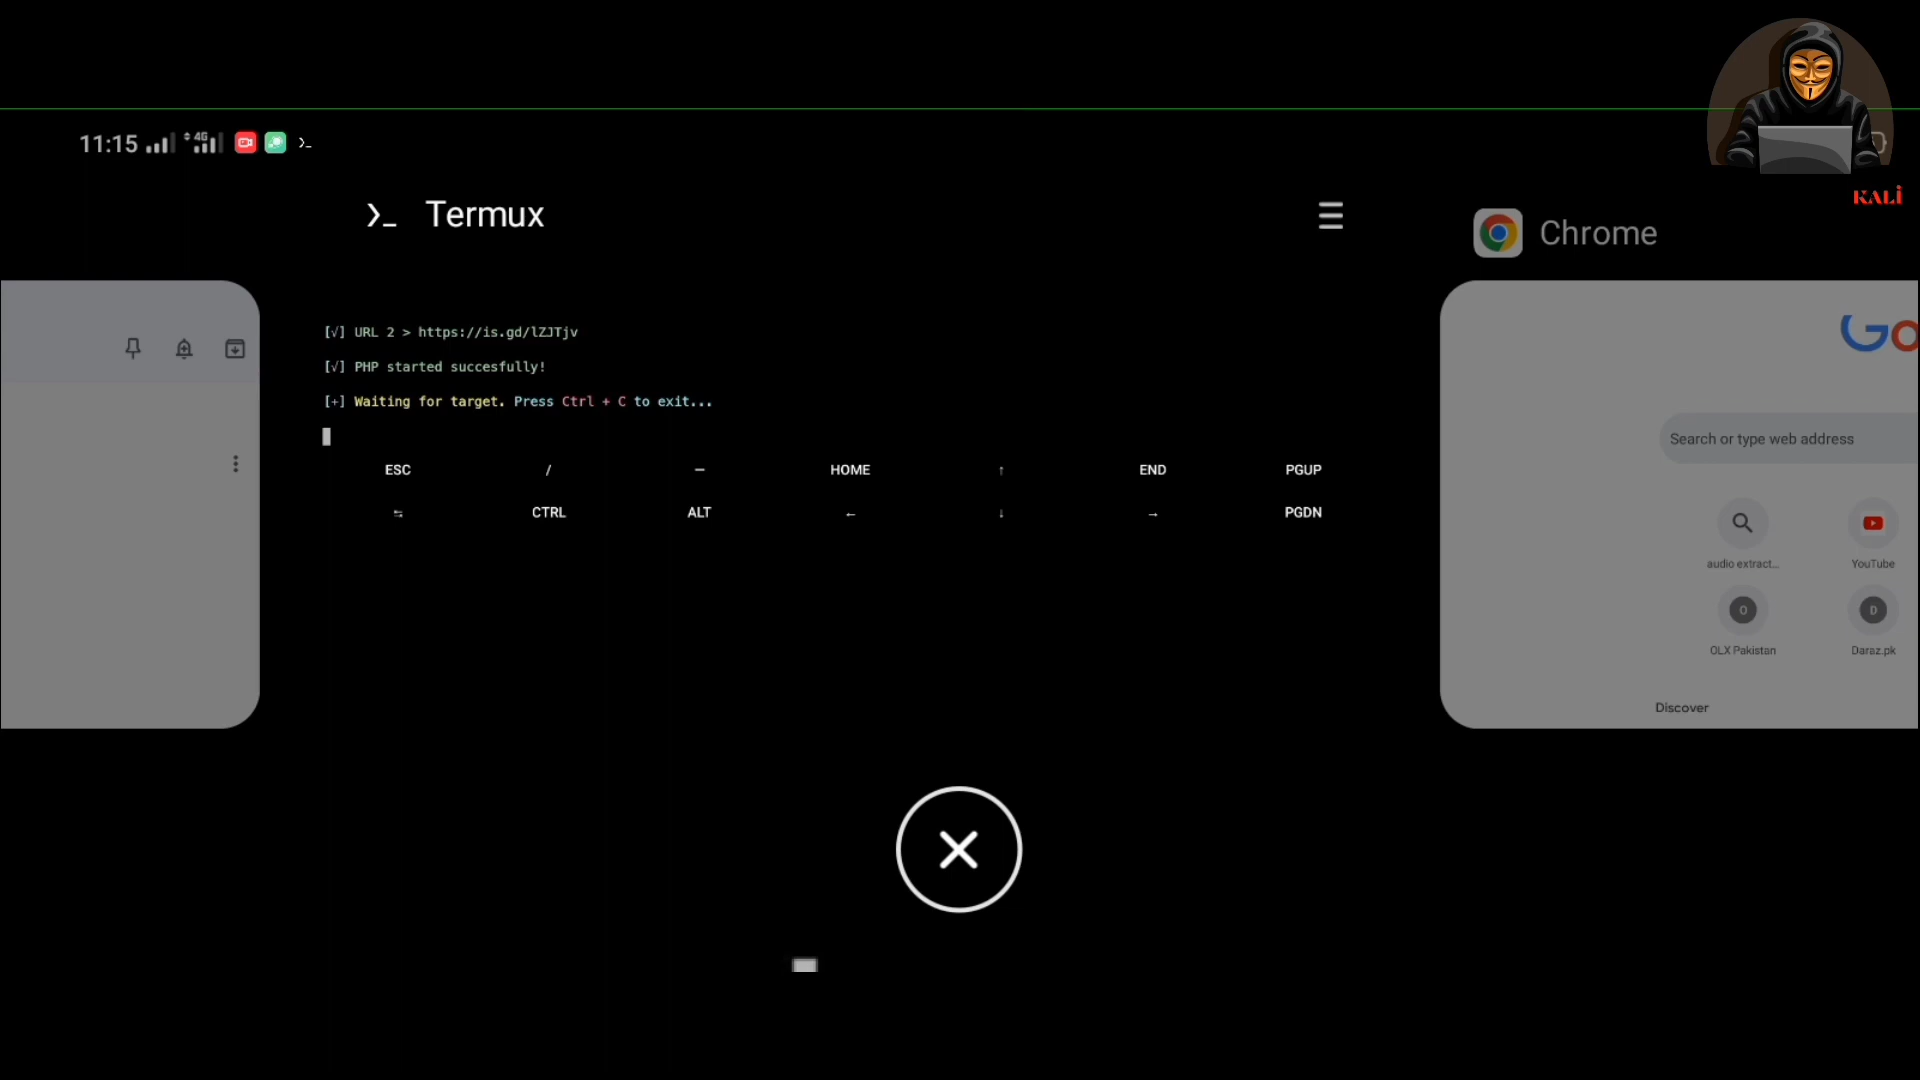 11:15 4G >_
KALi
>_ Termux
Chrome
[√] URL 2 > https://is.gd/lZJTjv
[√] PHP started succesfully!
[+] Waiting for target. Press Ctrl + C to exit...
ESC / — HOME ↑ END PGUP
⇆ CTRL ALT ← ↓ → PGDN
Go
Search or type web address
audio extract... YouTube
O D
OLX Pakistan Daraz.pk
Discover